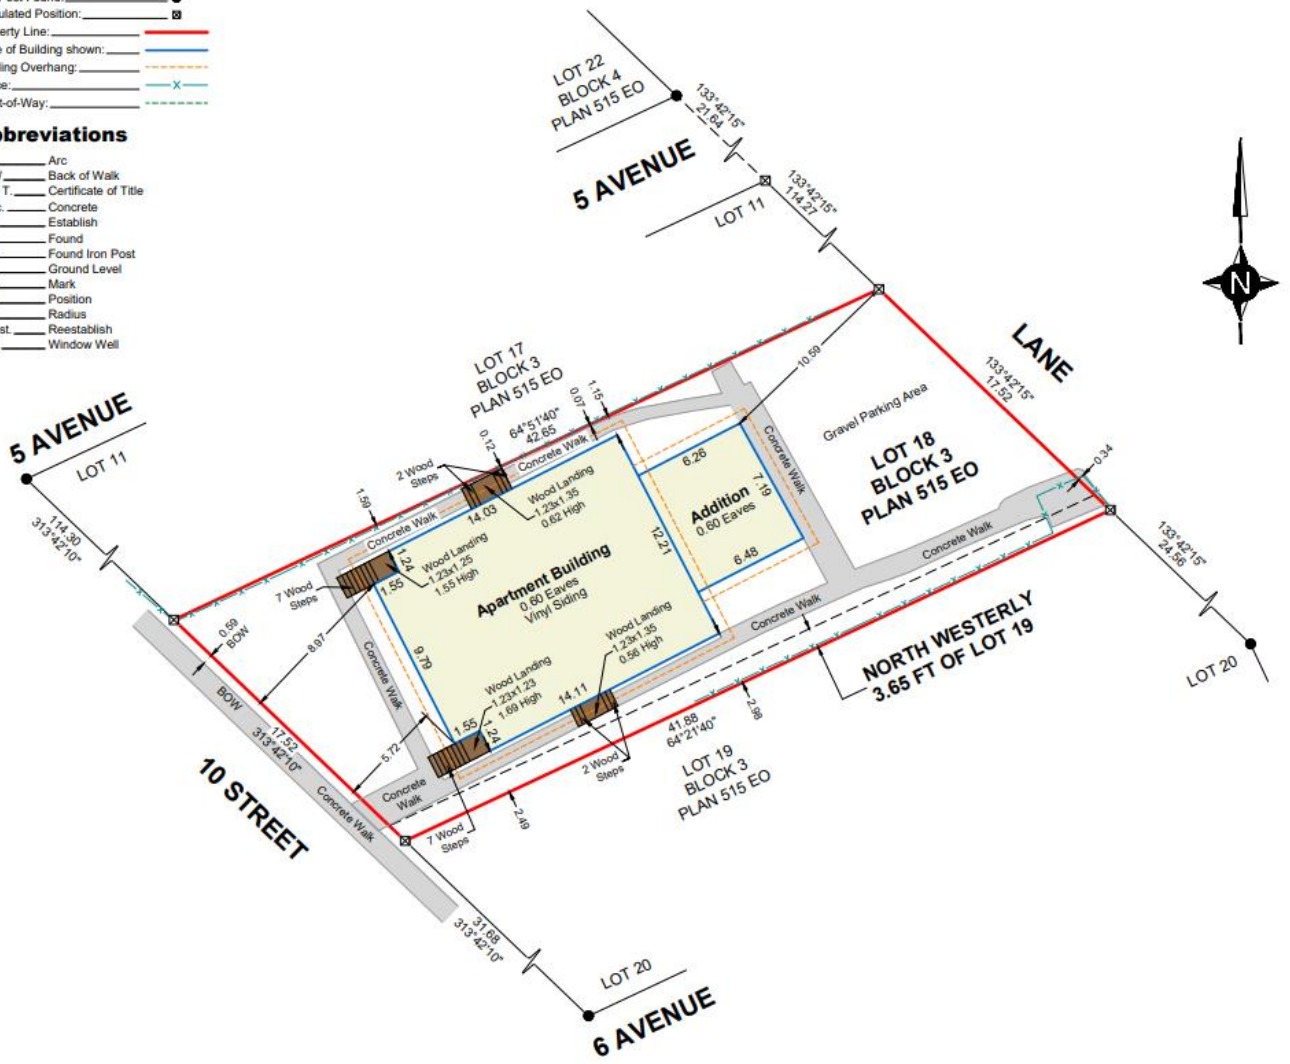 ulated Position:
erty Line:
e of Building shown:
ing Overhang:
ce:
t-of-Way:
bbreviations
Arc
Back of Walk
T. Certificate of Title
c. Concrete
Establish
Found
Found Iron Post
Ground Level
Mark
Position
Radius
st. Reestablish
Window Well
LOT 22
BLOCK 4
PLAN 515 EO
133°42'15"
21.64
5 AVENUE
LOT 11
133°42'15"
114.27
N
LANE
133°42'15"
17.52
10.59
Gravel Parking Area
LOT 18
BLOCK 3
PLAN 515 EO
0.34
133°42'15"
24.56
LOT 20
LOT 17
BLOCK 3
PLAN 515 EO
64°51'40"
42.65
0.12
0.07
1.15
1.59
5 AVENUE
LOT 11
114.30
313°42'10"
2 Wood
Steps
Concrete Walk
Concrete Walk
14.03
Wood Landing
1.23x1.35
0.62 High
7 Wood
Steps
1.24
1.55
Wood Landing
1.23x1.25
1.55 High
Apartment Building
0.60 Eaves
Vinyl Siding
12.21
6.26
7.19
Addition
0.60 Eaves
6.48
Concrete Walk
Concrete Walk
Concrete Walk
0.59
BOW
8.97
BOW
Concrete Walk
9.79
Wood Landing
1.23x1.35
0.56 High
Wood Landing
1.23x1.23
1.69 High
14.11
1.55
1.24
5.72
17.52
313°42'10"
10 STREET
Concrete Walk
Concrete
Walk
7 Wood
Steps
2.49
2 Wood
Steps
41.88
64°21'40"
2.98
LOT 19
BLOCK 3
PLAN 515 EO
NORTH WESTERLY
3.65 FT OF LOT 19
31.68
313°42'10"
LOT 20
6 AVENUE